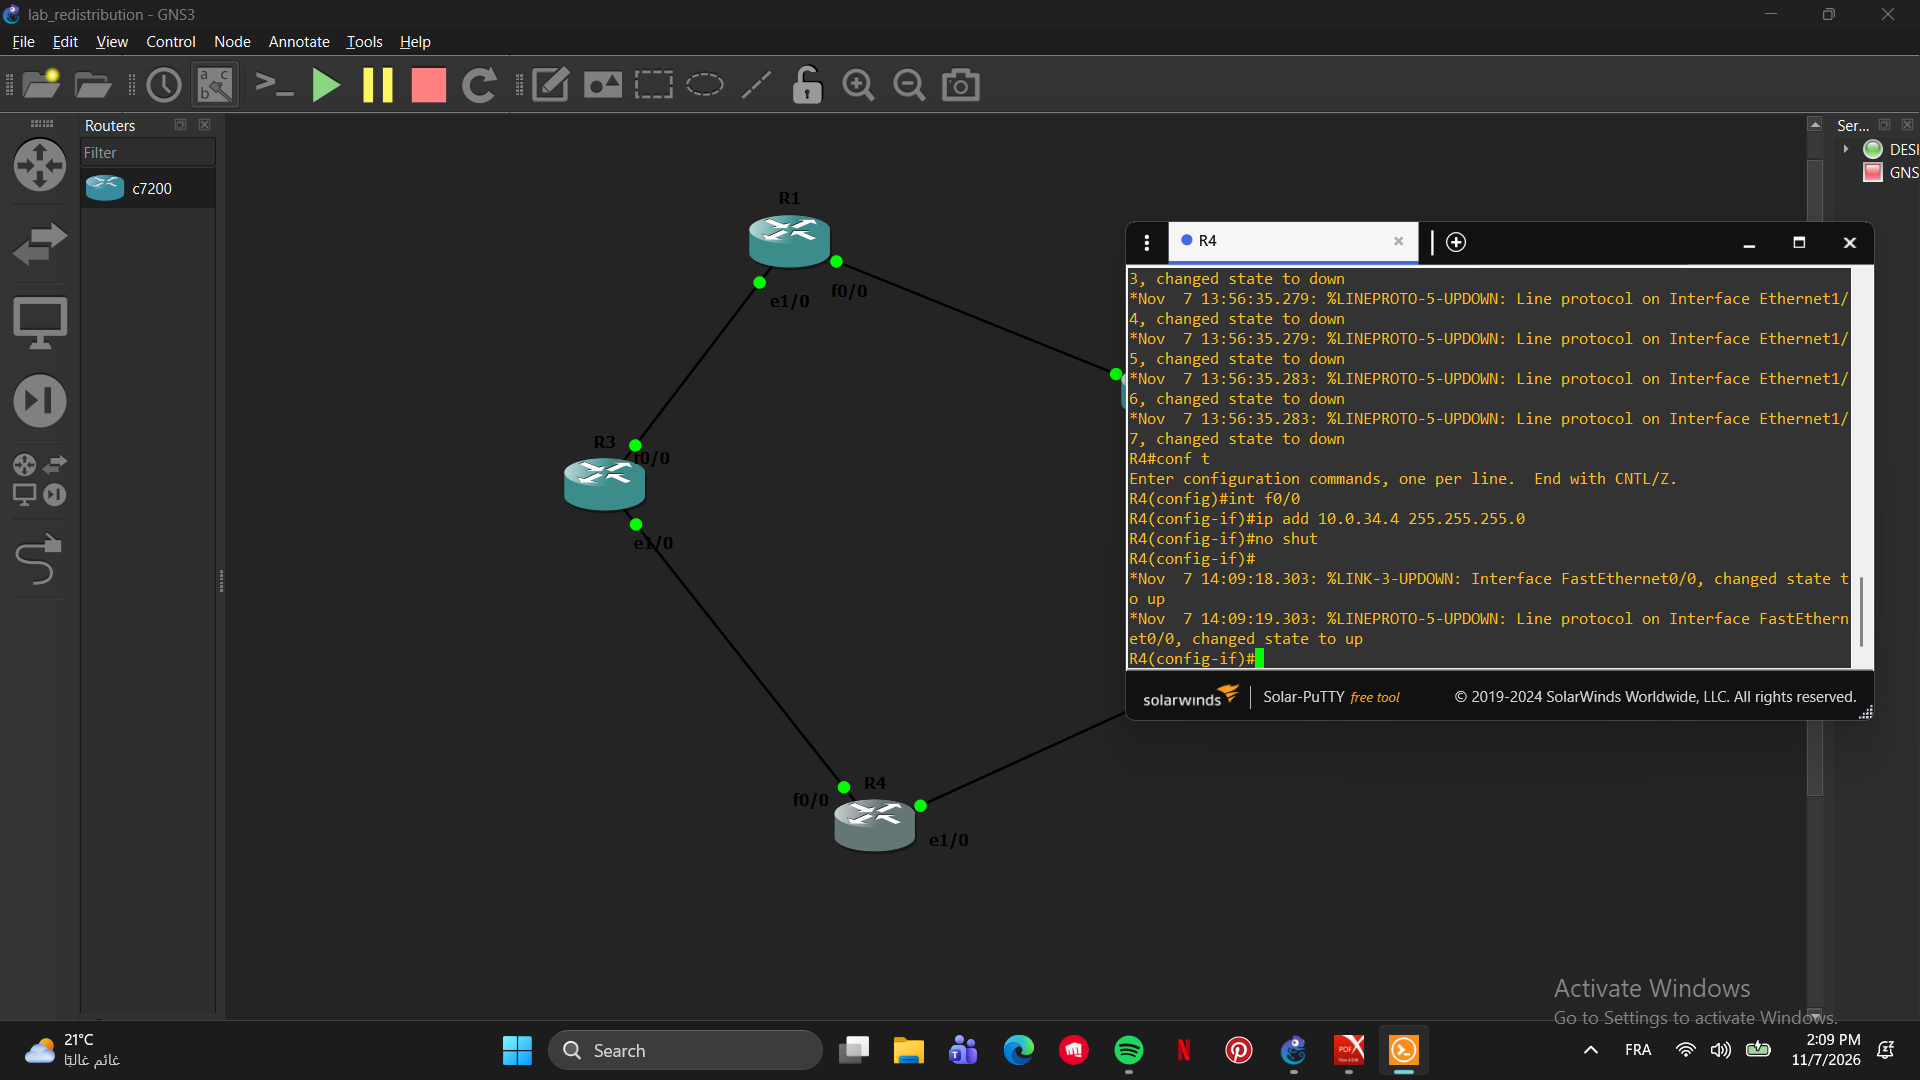 lab_redistribution - GNS3
File Edit View Control Node Annotate Tools Help
Routers
Filter
c7200
Ser...
DESH
GNS
R1
e1/0
f0/0
R3
f0/0
e1/0
R4
f0/0
e1/0
R4
3, changed state to down
*Nov  7 13:56:35.279: %LINEPROTO-5-UPDOWN: Line protocol on Interface Ethernet1/
4, changed state to down
*Nov  7 13:56:35.279: %LINEPROTO-5-UPDOWN: Line protocol on Interface Ethernet1/
5, changed state to down
*Nov  7 13:56:35.283: %LINEPROTO-5-UPDOWN: Line protocol on Interface Ethernet1/
6, changed state to down
*Nov  7 13:56:35.283: %LINEPROTO-5-UPDOWN: Line protocol on Interface Ethernet1/
7, changed state to down
R4#conf t
Enter configuration commands, one per line.  End with CNTL/Z.
R4(config)#int f0/0
R4(config-if)#ip add 10.0.34.4 255.255.255.0
R4(config-if)#no shut
R4(config-if)#
*Nov  7 14:09:18.303: %LINK-3-UPDOWN: Interface FastEthernet0/0, changed state t
o up
*Nov  7 14:09:19.303: %LINEPROTO-5-UPDOWN: Line protocol on Interface FastEthern
et0/0, changed state to up
R4(config-if)#
solarwinds Solar-PuTTY free tool © 2019-2024 SolarWinds Worldwide, LLC. All rights reserved.
Activate Windows
Go to Settings to activate Windows.
21°C
غائم غالبًا
Search
FRA
2:09 PM
11/7/2026